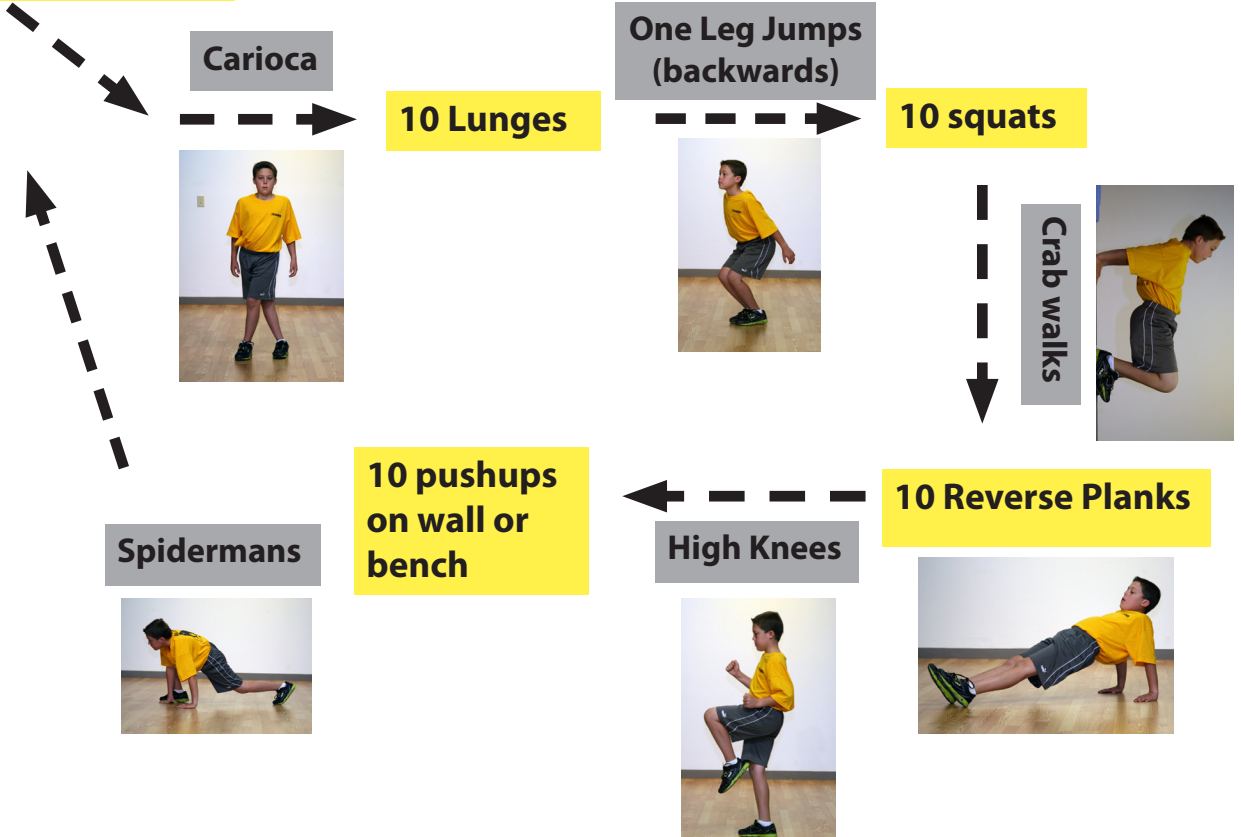 Carioca
10 Lunges
One Leg Jumps
(backwards)
10 squats
Crab walks
10 Reverse Planks
High Knees
10 pushups
on wall or
bench
Spidermans